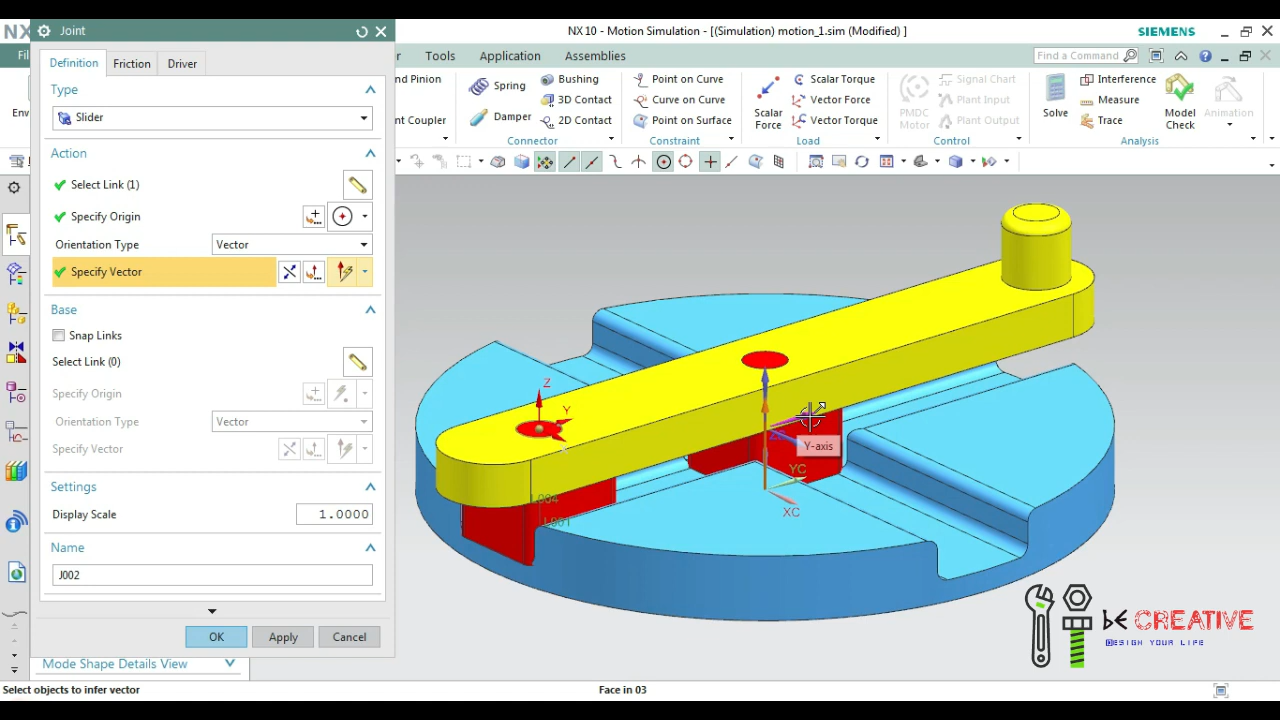 NX
NX 10 - Motion Simulation - [(Simulation) motion_1.sim (Modified) ]
SIEMENS
Joint
Fil
Tools
Application
Assemblies
Find a Command
Definition
Friction
Driver
nd Pinion
Spring
Bushing
Point on Curve
Scalar Torque
Signal Chart
Interference
3D Contact
Curve on Curve
Vector Force
Plant Input
Measure
nt Coupler
Damper
2D Contact
Point on Surface
Vector Torque
Plant Output
Trace
Scalar
Force
PMDC
Motor
Solve
Model
Check
Animation
Env
Connector
Constraint
Load
Control
Analysis
Type
Slider
Action
Select Link (1)
Specify Origin
Orientation Type
Vector
Specify Vector
Base
Snap Links
Select Link (0)
Specify Origin
Orientation Type
Vector
Specify Vector
Settings
Display Scale
1.0000
Name
J002
OK
Apply
Cancel
Mode Shape Details View
Z
Y
Y-axis
YC
XC
L004
L001
bE CREATIVE
DESIGN YOUR LIFE
Select objects to infer vector
Face in 03